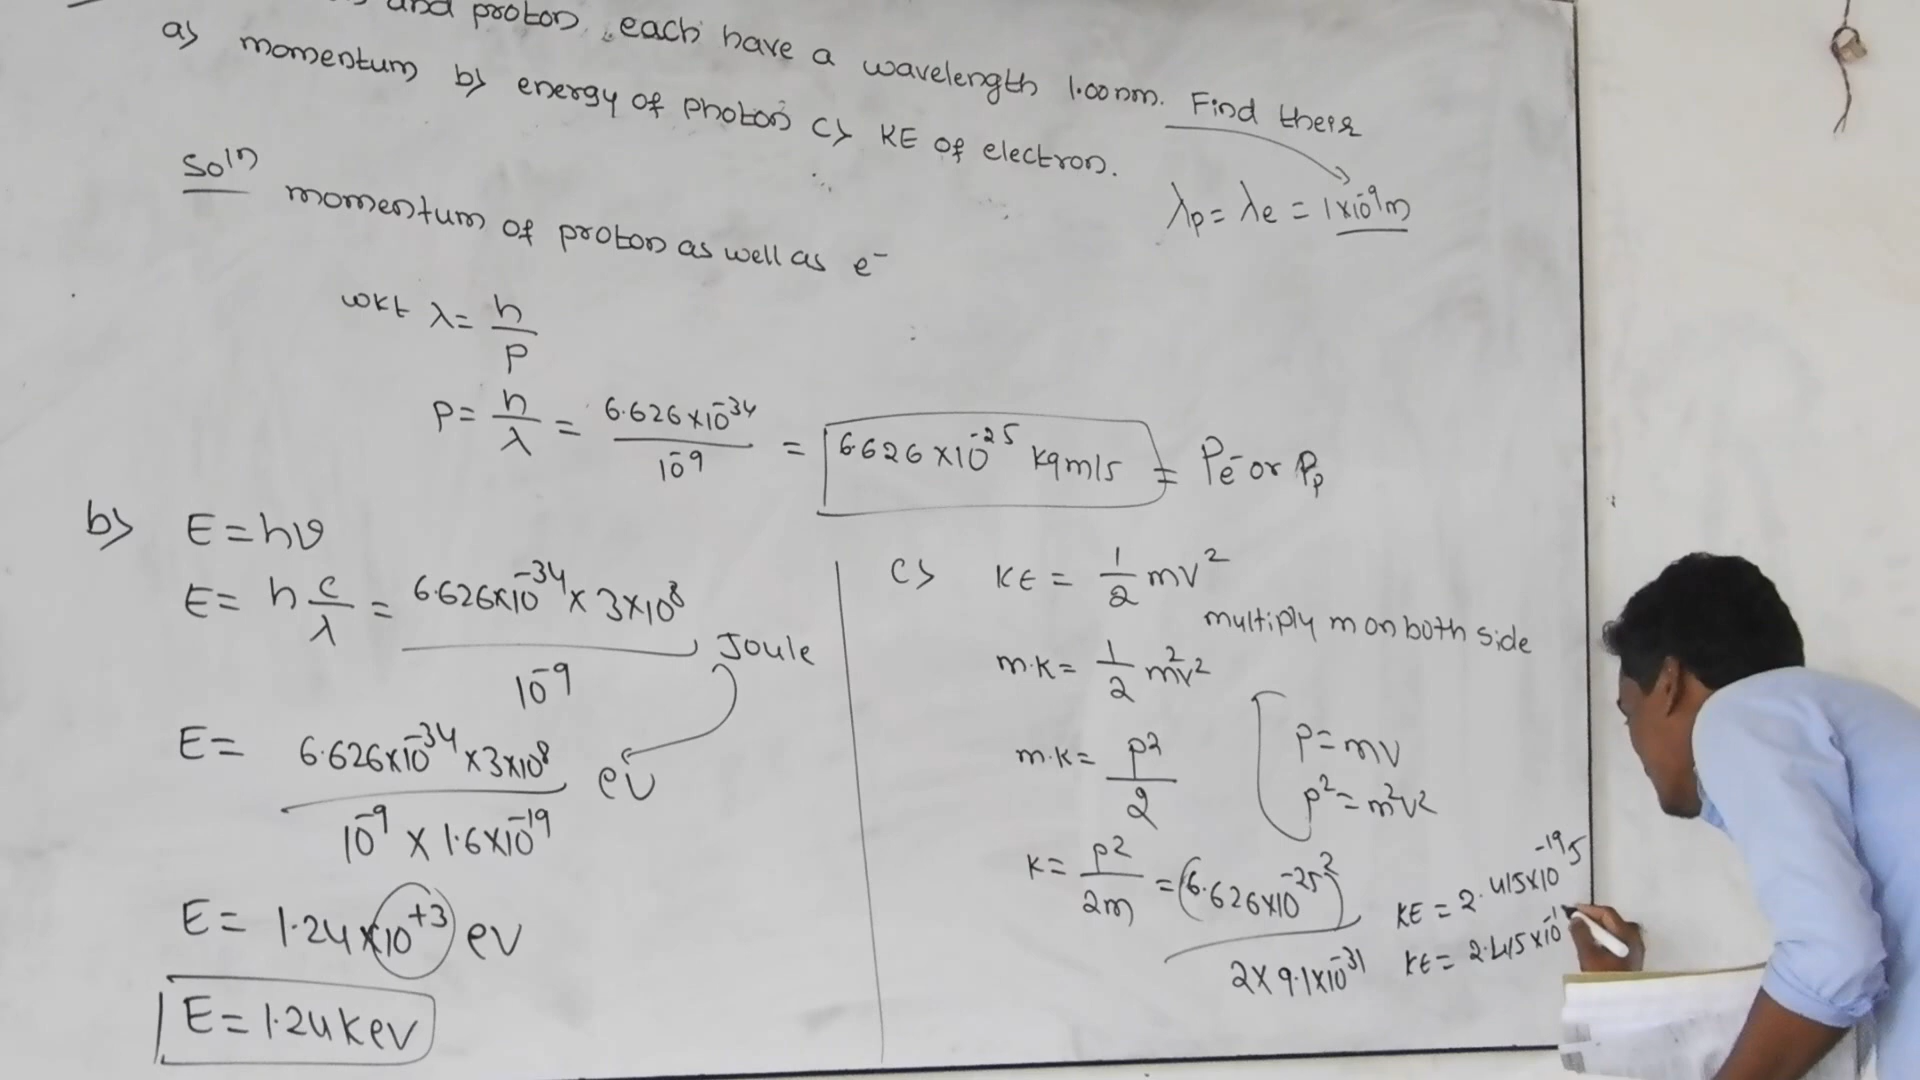 and proton, each have a wavelength 1.00nm. Find their
a) momentum b) energy of photon c) KE of electron.
λp = λe = 1×10⁻⁹m
Solⁿ momentum of proton as well as e⁻
wkt λ = h/P
P = h/λ = 6.626×10⁻³⁴/10⁻⁹ = 6.626×10⁻²⁵ kgm/s = Pe⁻ or Pp
b) E = hυ
E = h c/λ = 6.626×10⁻³⁴ × 3×10⁸/10⁻⁹ Joule
E = 6.626×10⁻³⁴ × 3×10⁸/10⁻⁹ × 1.6×10⁻¹⁹ eV
E = 1.24×10⁺³ eV
E = 1.24 keV
c) KE = 1/2 mv²
multiply m on both side
m.K = 1/2 m²v²
m.K = P²/2
P = mv
P² = m²v²
K = P²/2m = (6.626×10⁻²⁵)²/2×9.1×10⁻³¹
KE = 2.415×10⁻¹⁹J
KE = 2.415×10